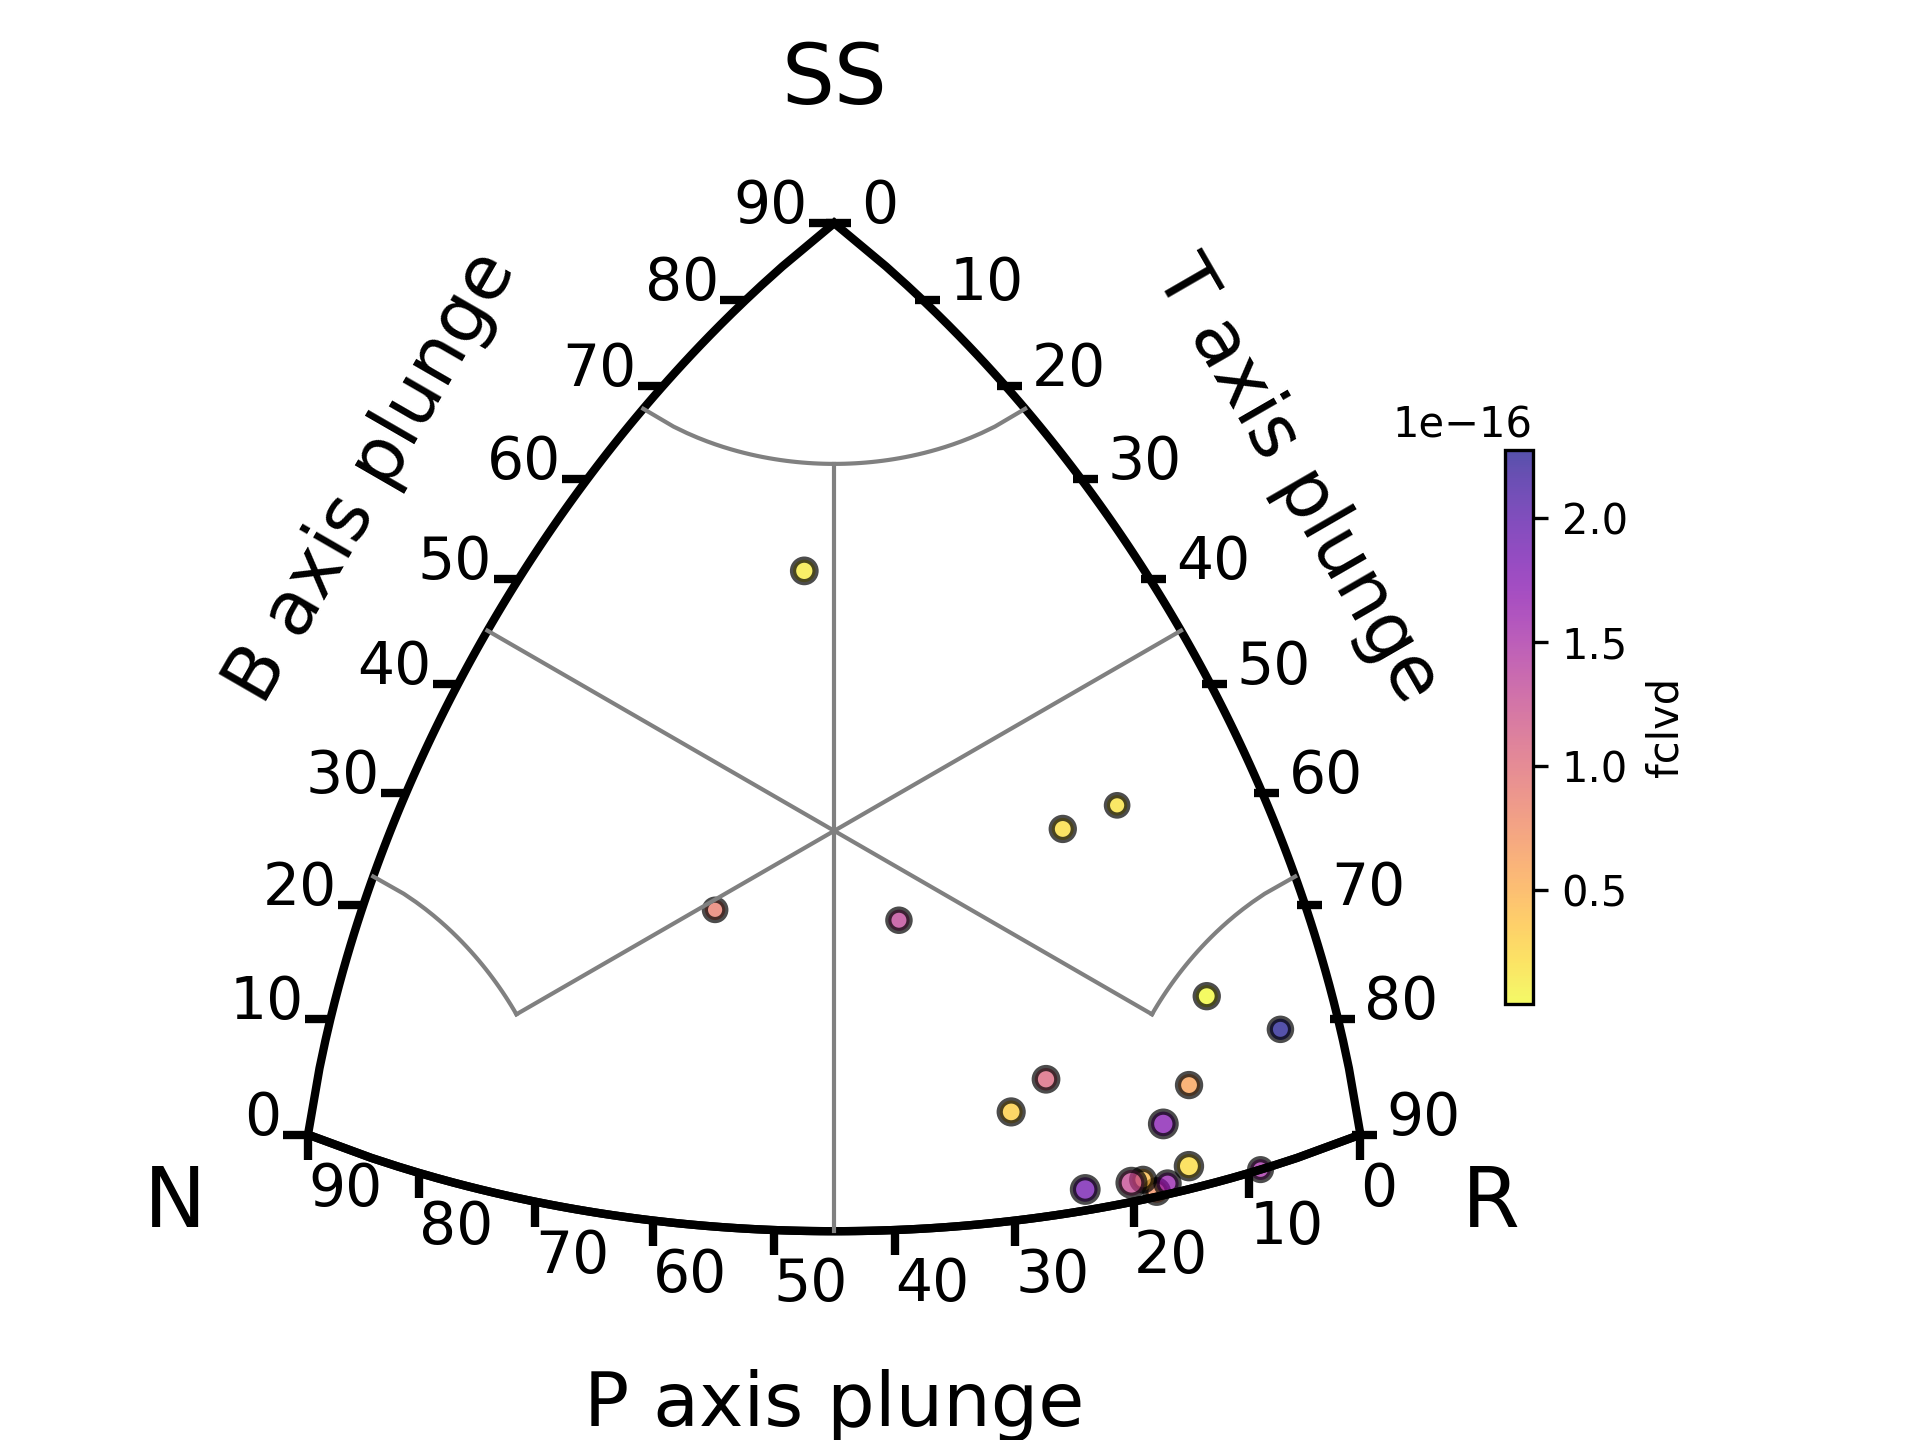 SS
90 0
80 10
70 20
60 30
50 40
40 50
30 60
20 70
10 80
0 90
B axis plunge
T axis plunge
N
R
90 80 70 60 50 40 30 20 10 0
P axis plunge
1e−16
2.0
1.5
1.0
0.5
fclvd